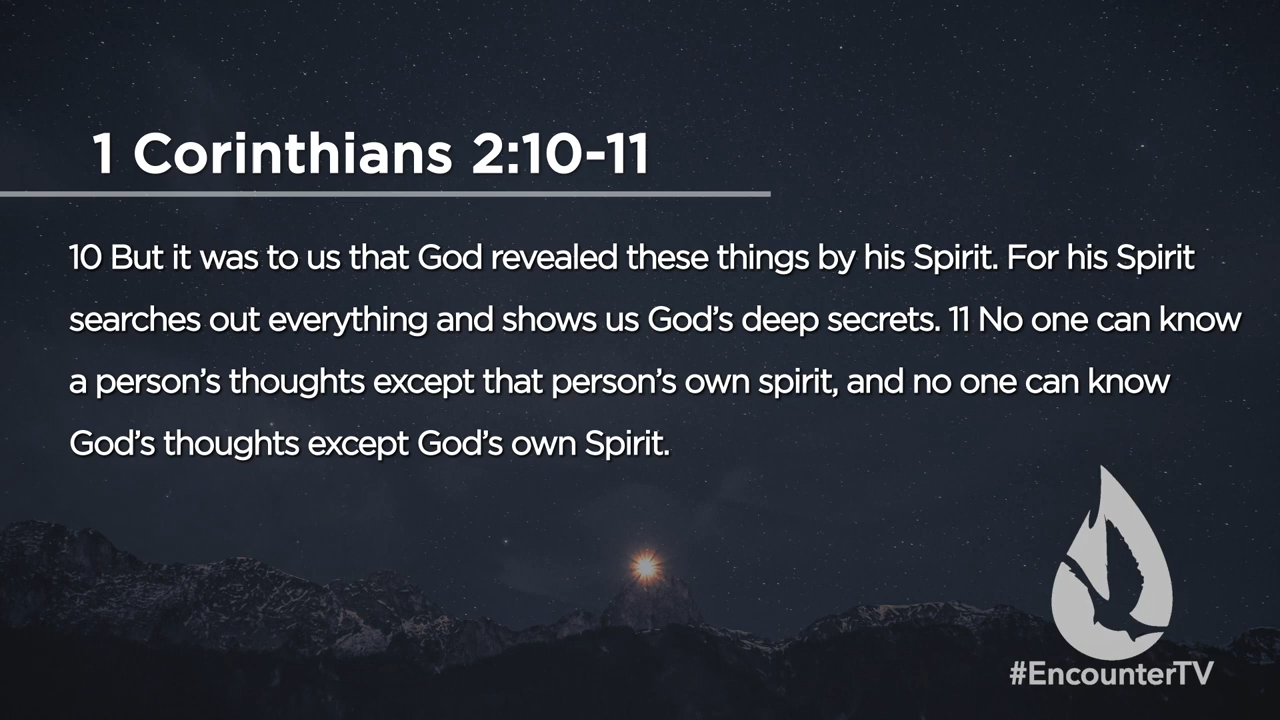 1 Corinthians 2:10-11
10 But it was to us that God revealed these things by his Spirit. For his Spirit
searches out everything and shows us God’s deep secrets. 11 No one can know
a person’s thoughts except that person’s own spirit, and no one can know
God’s thoughts except God’s own Spirit.
#EncounterTV